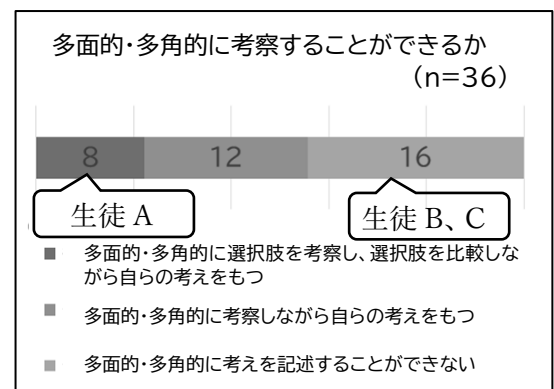 多面的・多角的に考察することができるか
(n=36)
8 12 16
生徒 A 生徒 B、C
■ 多面的・多角的に選択肢を考察し、選択肢を比較しな
がら自らの考えをもつ
■ 多面的・多角的に考察しながら自らの考えをもつ
■ 多面的・多角的に考えを記述することができない